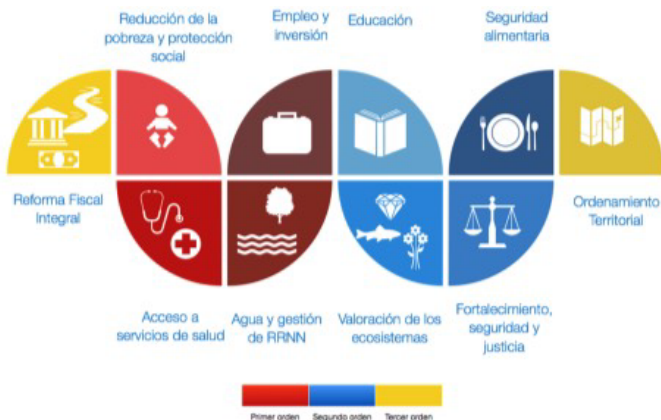 Reducción de la
pobreza y protección
social
Empleo y
inversión
Educación
Seguridad
alimentaria
Reforma Fiscal
Integral
Ordenamiento
Territorial
Acceso a
servicios de salud
Agua y gestión
de RRNN
Valoración de los
ecosistemas
Fortalecimiento,
seguridad y
justicia
Primer orden
Segundo orden
Tercer orden